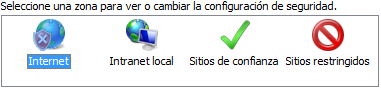 Seleccione una zona para ver o cambiar la configuración de seguridad.
Internet
Intranet local
Sitios de confianza
Sitios restringidos